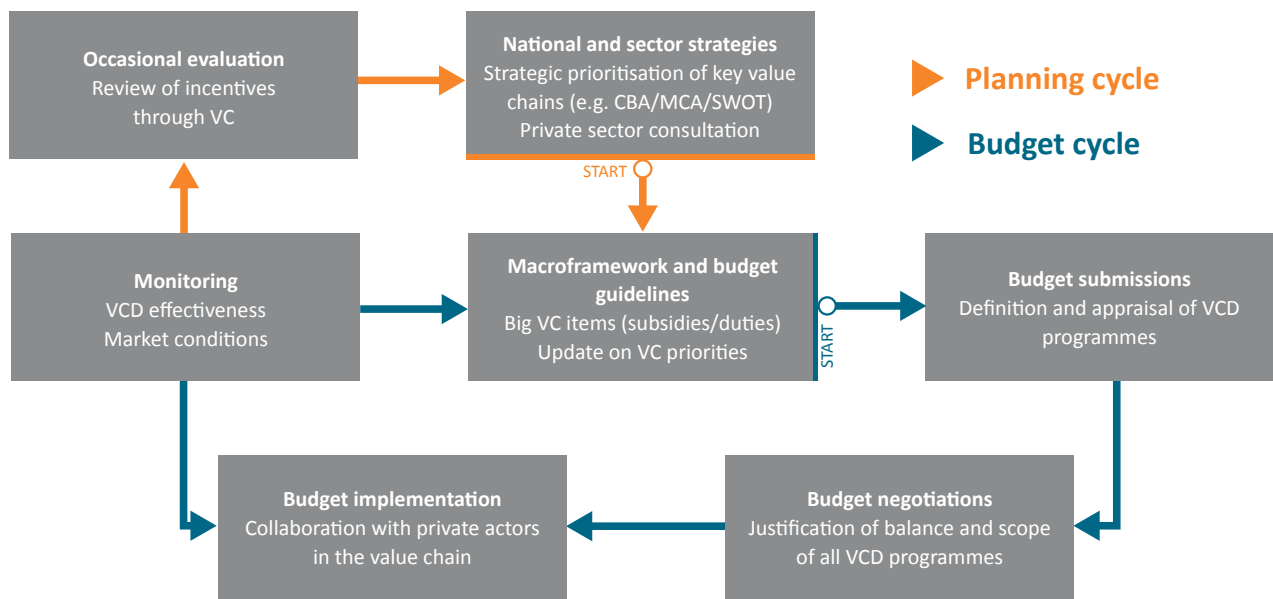 Occasional evaluation
Review of incentives
through VC
National and sector strategies
Strategic prioritisation of key value
chains (e.g. CBA/MCA/SWOT)
Private sector consultation
Planning cycle
Budget cycle
START
Monitoring
VCD effectiveness
Market conditions
Macroframework and budget
guidelines
Big VC items (subsidies/duties)
Update on VC priorities
START
Budget submissions
Definition and appraisal of VCD
programmes
Budget implementation
Collaboration with private actors
in the value chain
Budget negotiations
Justification of balance and scope
of all VCD programmes